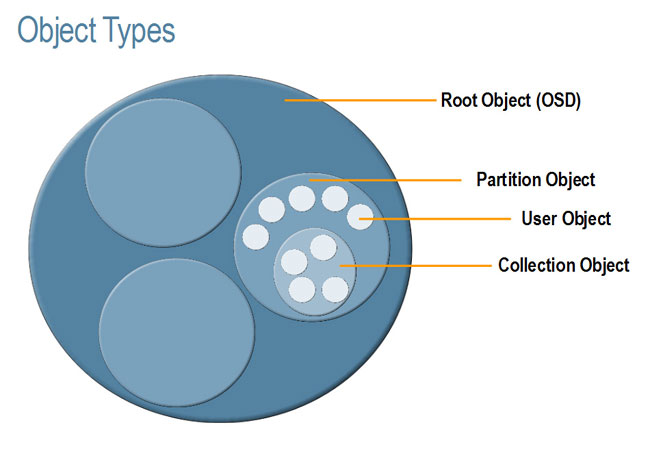 Object Types
Root Object (OSD)
Partition Object
User Object
Collection Object